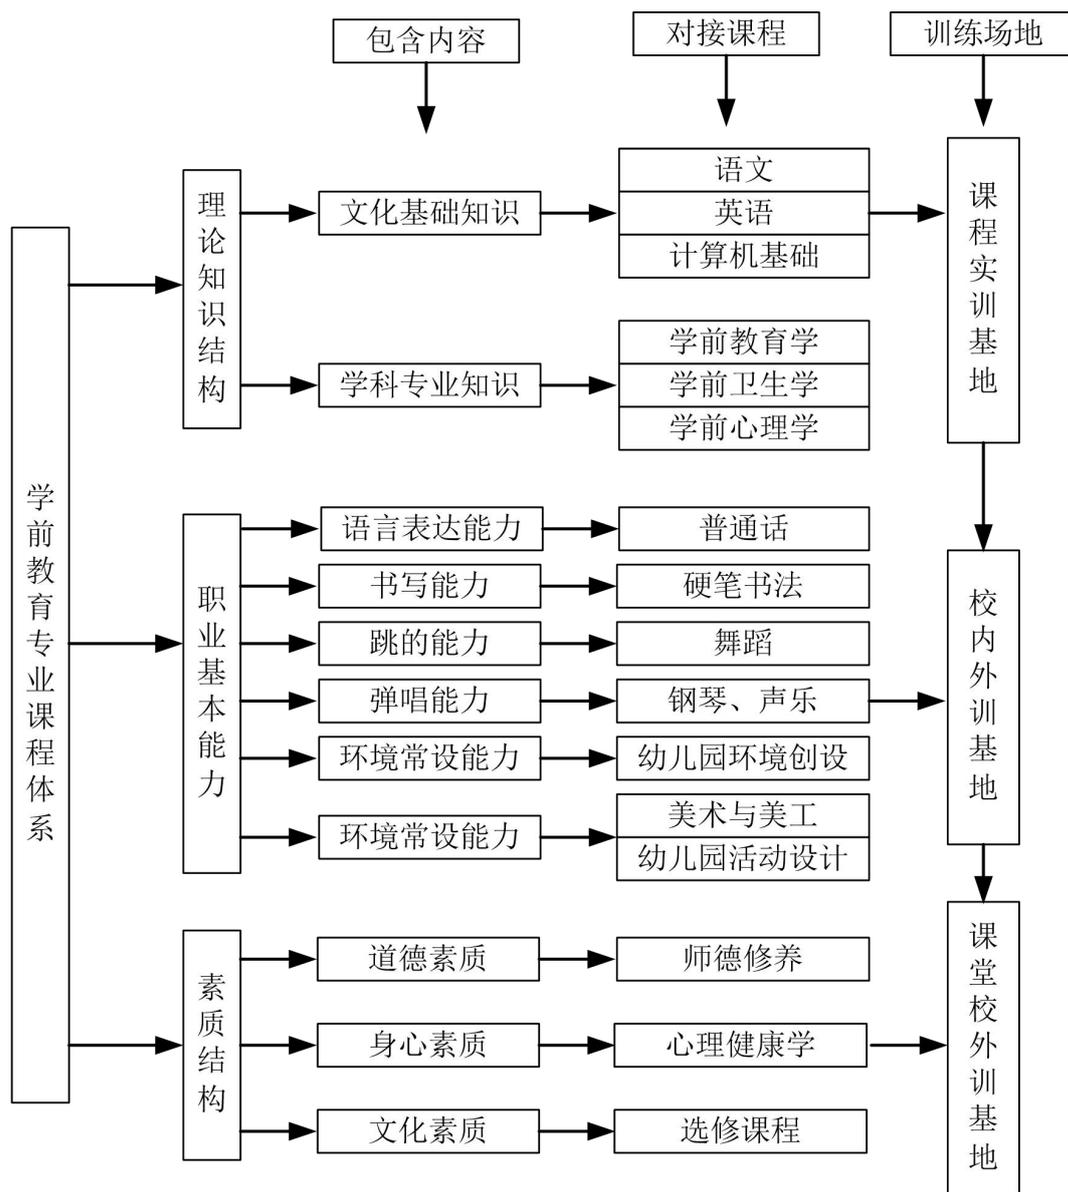 包含内容
对接课程
训练场地
学前教育专业课程体系
理论知识结构
文化基础知识
语文
英语
计算机基础
学科专业知识
学前教育学
学前卫生学
学前心理学
课程实训基地
职业基本能力
语言表达能力
普通话
书写能力
硬笔书法
跳的能力
舞蹈
弹唱能力
钢琴、声乐
环境常设能力
幼儿园环境创设
环境常设能力
美术与美工
幼儿园活动设计
校内外训基地
素质结构
道德素质
师德修养
身心素质
心理健康学
文化素质
选修课程
课堂校外训基地